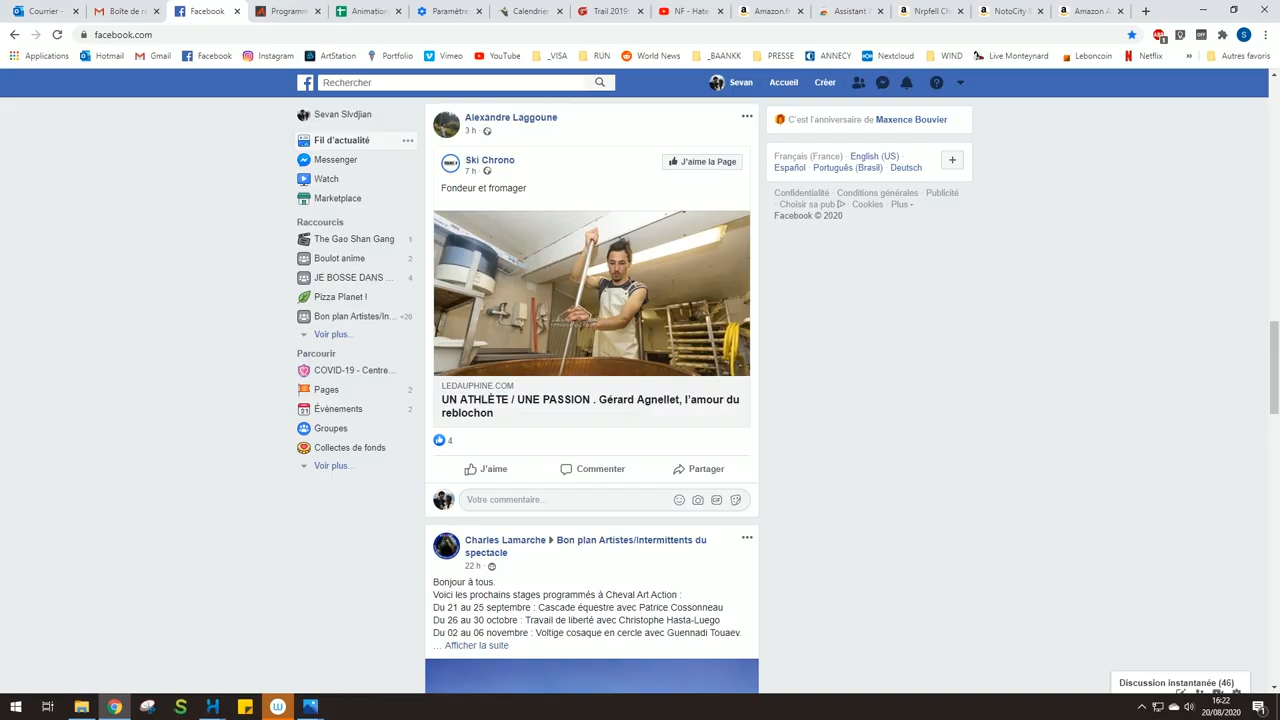 Courrier -
Boîte de ré
Facebook
Programm
Animation
Paramètre
Calendrier
Trail 2019:
NF - Hate
Amazon.fr
Assistant A
Nrpfell Ch
NotoCity
Amazon A
facebook.com
Applications
Hotmail
Gmail
Facebook
Instagram
ArtStation
Portfolio
Vimeo
YouTube
_VISA
RUN
World News
_BAANKK
PRESSE
ANNECY
Nextcloud
WIND
Live Monteynard
Leboncoin
Netflix
»
Autres favoris
Rechercher
Sevan
Accueil
Créer
Sevan Slvdjian
Fil d'actualité
Messenger
Watch
Marketplace
Raccourcis
The Gao Shan Gang 1
Boulot anime 2
JE BOSSE DANS ... 4
Pizza Planet !
Bon plan Artistes/In... +20
Voir plus...
Parcourir
COVID-19 - Centre...
Pages 2
Évènements 2
Groupes
Collectes de fonds
Voir plus...
Alexandre Laggoune
3 h ·
Ski Chrono
7 h ·
J'aime la Page
Fondeur et fromager
LEDAUPHINE.COM
UN ATHLÈTE / UNE PASSION . Gérard Agnellet, l'amour du
reblochon
4
J'aime
Commenter
Partager
Votre commentaire...
GIF
Charles Lamarche Bon plan Artistes/Intermittents du
spectacle
22 h ·
Bonjour à tous.
Voici les prochains stages programmés à Cheval Art Action :
Du 21 au 25 septembre : Cascade équestre avec Patrice Cossonneau
Du 26 au 30 octobre : Travail de liberté avec Christophe Hasta-Luego
Du 02 au 06 novembre : Voltige cosaque en cercle avec Guennadi Touaev.
... Afficher la suite
C'est l'anniversaire de Maxence Bouvier
Français (France) · English (US) ·
Español · Português (Brasil) · Deutsch
Confidentialité · Conditions générales · Publicité
· Choisir sa pub · Cookies · Plus
Facebook © 2020
Discussion instantanée (46)
16:22
20/08/2020